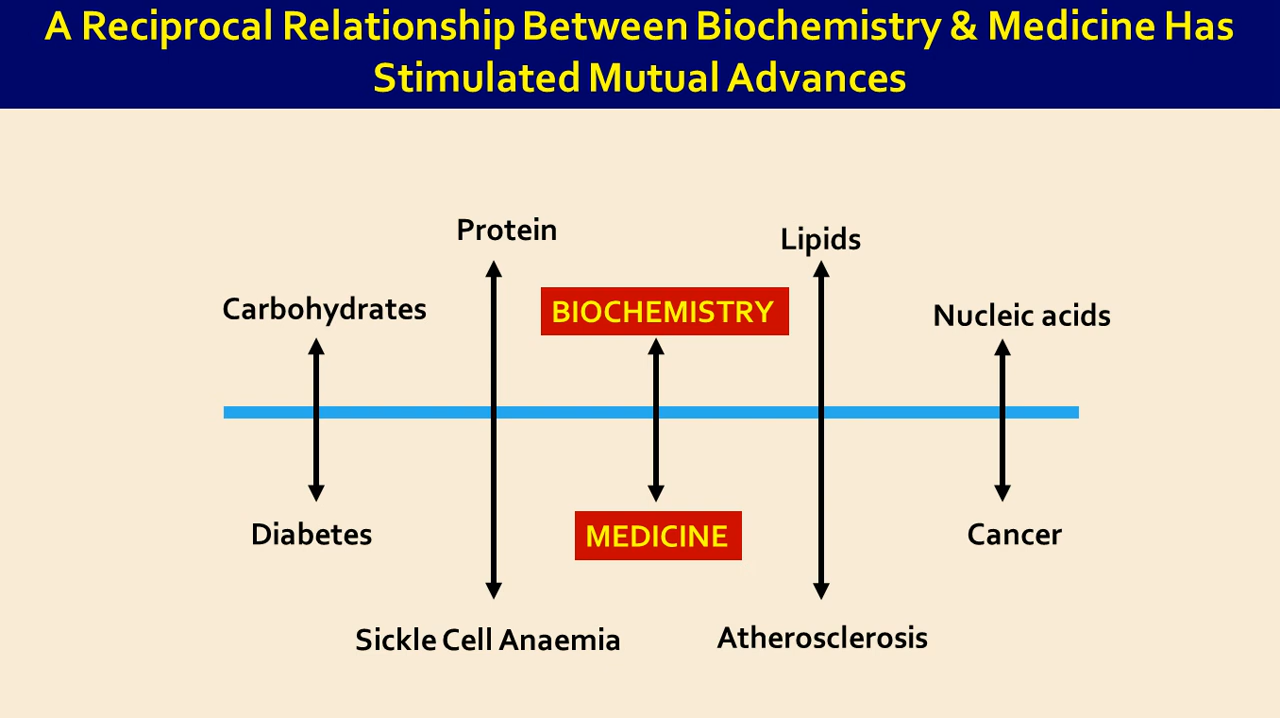 A Reciprocal Relationship Between Biochemistry & Medicine Has
Stimulated Mutual Advances
Protein
Lipids
Carbohydrates
BIOCHEMISTRY
Nucleic acids
Diabetes
MEDICINE
Cancer
Sickle Cell Anaemia
Atherosclerosis